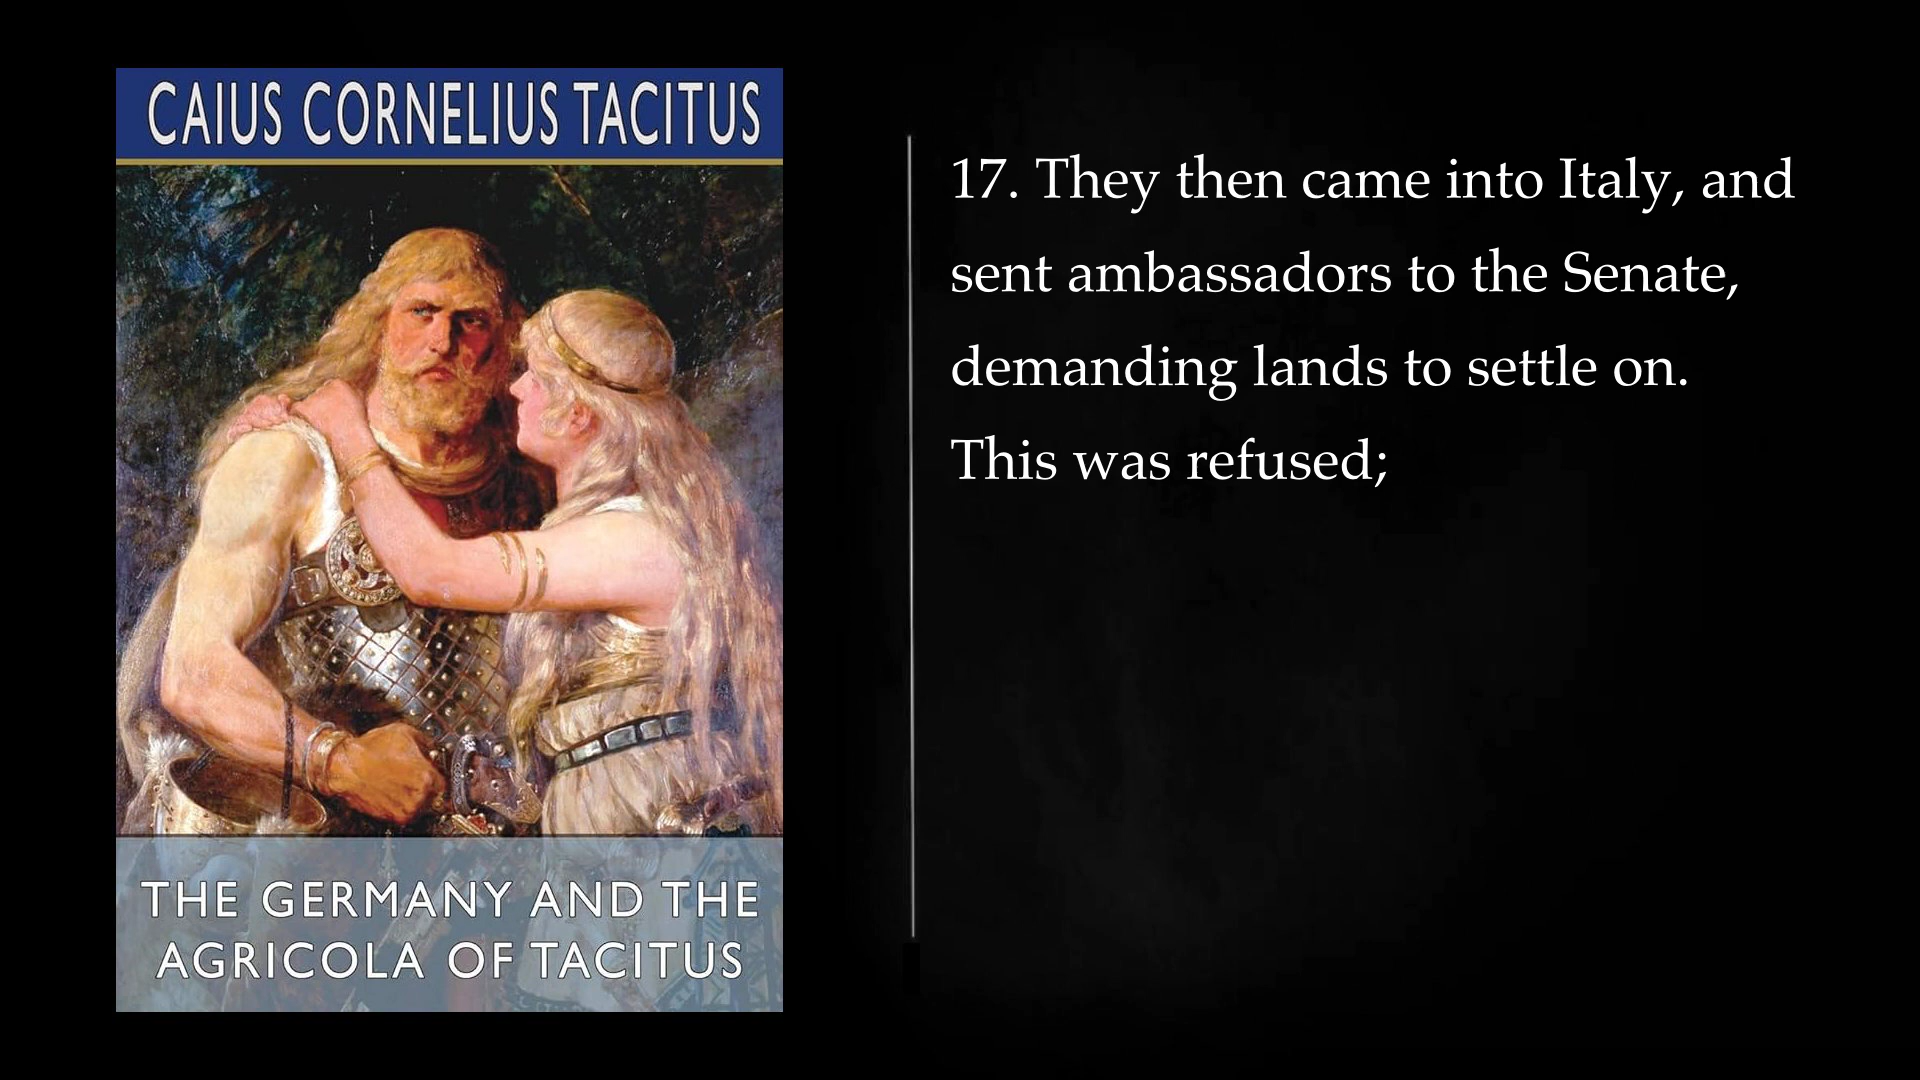 CAIUS CORNELIUS TACITUS
THE GERMANY AND THE
AGRICOLA OF TACITUS
17. They then came into Italy, and
sent ambassadors to the Senate,
demanding lands to settle on.
This was refused;